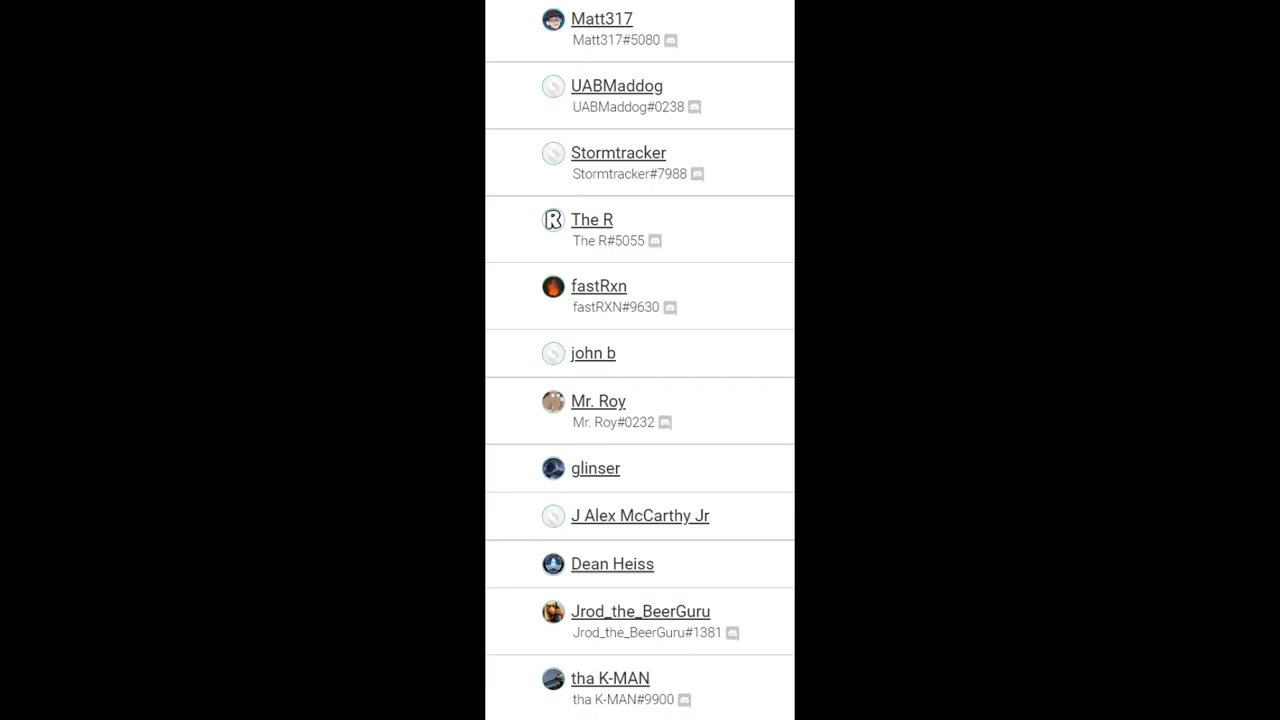 Matt317
Matt317#5080
UABMaddog
UABMaddog#0238
Stormtracker
Stormtracker#7988
R
The R
The R#5055
fastRxn
fastRXN#9630
john b
Mr. Roy
Mr. Roy#0232
glinser
J Alex McCarthy Jr
Dean Heiss
Jrod_the_BeerGuru
Jrod_the_BeerGuru#1381
tha K-MAN
tha K-MAN#9900